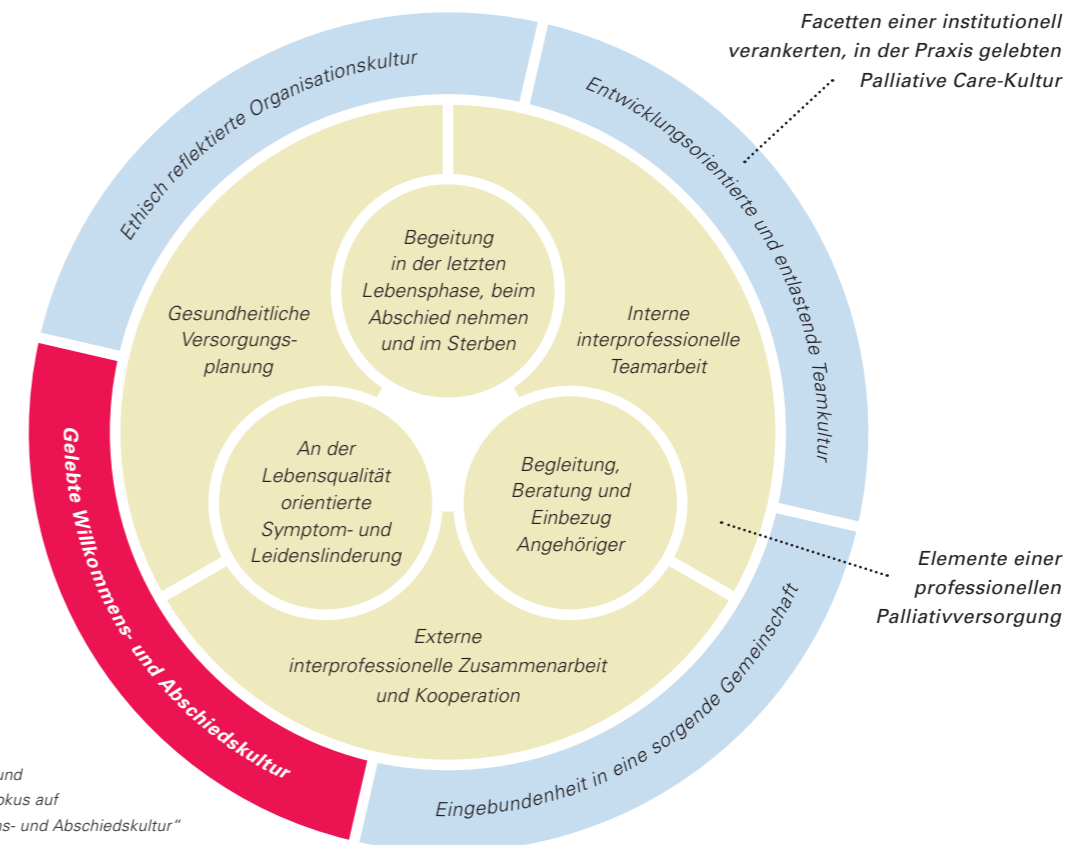 Facetten einer institutionell
verankerten, in der Praxis gelebten
Palliative Care-Kultur
Ethisch reflektierte Organisationskultur
Entwicklungsorientierte und entlastende Teamkultur
Begeitung
in der letzten
Lebensphase, beim
Abschied nehmen
und im Sterben
Gesundheitliche
Versorgungs-
planung
Interne
interprofessionelle
Teamarbeit
An der
Lebensqualität
orientierte
Symptom- und
Leidenslinderung
Begleitung,
Beratung und
Einbezug
Angehöriger
Gelebte Willkommens- und Abschiedskultur
Elemente einer
professionellen
Palliativversorgung
Externe
interprofessionelle Zusammenarbeit
und Kooperation
Eingebundenheit in eine sorgende Gemeinschaft
und
auf
und Abschiedskultur“